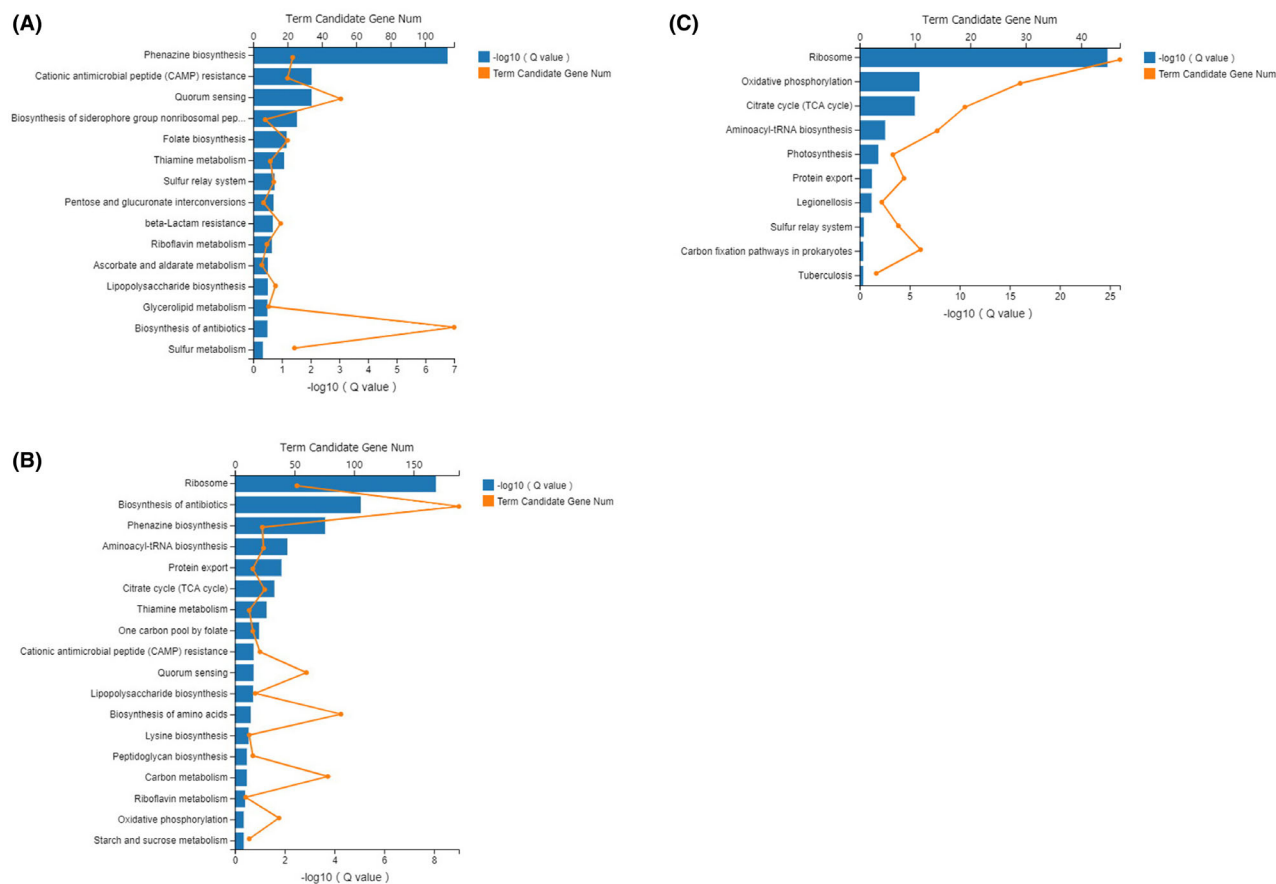 (A)
Term Candidate Gene Num
0 20 40 60 80 100
Phenazine biosynthesis
Cationic antimicrobial peptide (CAMP) resistance
Quorum sensing
Biosynthesis of siderophore group nonribosomal pep...
Folate biosynthesis
Thiamine metabolism
Sulfur relay system
Pentose and glucuronate interconversions
beta-Lactam resistance
Riboflavin metabolism
Ascorbate and aldarate metabolism
Lipopolysaccharide biosynthesis
Glycerolipid metabolism
Biosynthesis of antibiotics
Sulfur metabolism
0 1 2 3 4 5 6 7
-log10 ( Q value )
-log10 ( Q value)
Term Candidate Gene Num
(C)
Term Candidate Gene Num
0 10 20 30 40
Ribosome
Oxidative phosphorylation
Citrate cycle (TCA cycle)
Aminoacyl-tRNA biosynthesis
Photosynthesis
Protein export
Legionellosis
Sulfur relay system
Carbon fixation pathways in prokaryotes
Tuberculosis
0 5 10 15 20 25
-log10 ( Q value )
-log10 ( Q value)
Term Candidate Gene Num
(B)
Term Candidate Gene Num
0 50 100 150
Ribosome
Biosynthesis of antibiotics
Phenazine biosynthesis
Aminoacyl-tRNA biosynthesis
Protein export
Citrate cycle (TCA cycle)
Thiamine metabolism
One carbon pool by folate
Cationic antimicrobial peptide (CAMP) resistance
Quorum sensing
Lipopolysaccharide biosynthesis
Biosynthesis of amino acids
Lysine biosynthesis
Peptidoglycan biosynthesis
Carbon metabolism
Riboflavin metabolism
Oxidative phosphorylation
Starch and sucrose metabolism
0 2 4 6 8
-log10 ( Q value )
-log10 ( Q value)
Term Candidate Gene Num